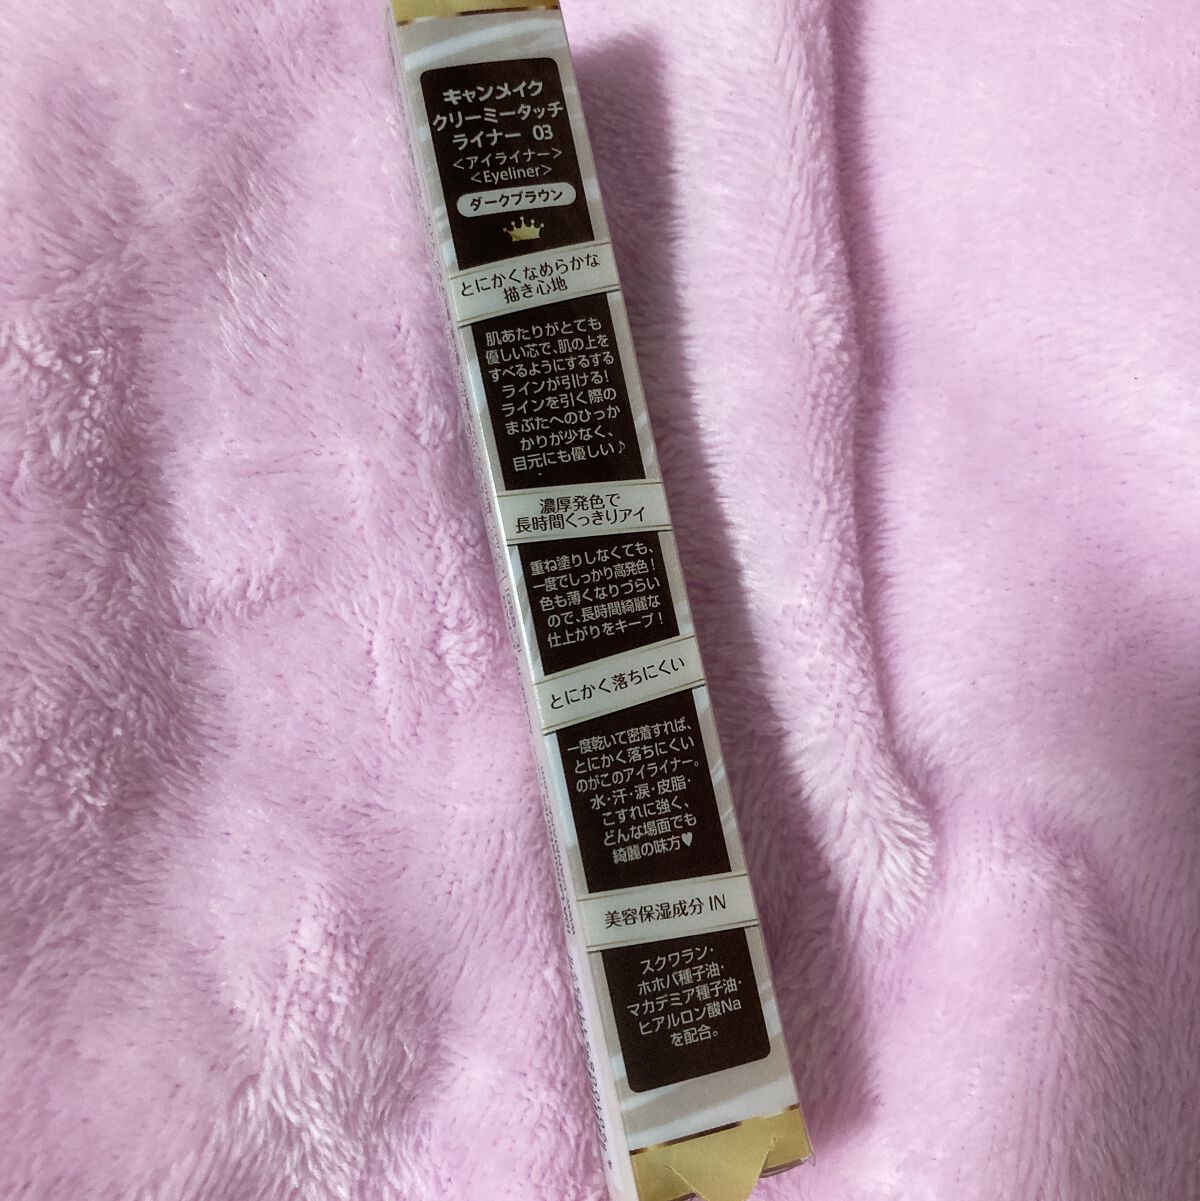 キャンメイク
クリーミータッチ
ライナー 03
<アイライナー>
<Eyeliner>
ダークブラウン
とにかくなめらかな
描き心地
肌あたりがとても
優しい芯で、肌の上を
すべるようにするする
ラインが引ける!
ラインを引く際の
まぶたへのひっか
かりが少なく、
目元にも優しい♪
濃厚発色で
長時間くっきりアイ
重ね塗りしなくても、
一度でしっかり高発色!
色も薄くなりづらい
ので、長時間綺麗な
仕上がりをキープ!
とにかく落ちにくい
一度乾いて密着すれば、
とにかく落ちにくい
のがこのアイライナー。
水・汗・涙・皮脂・
こすれに強く、
どんな場面でも
綺麗の味方♥
美容保湿成分 IN
スクワラン・
ホホバ種子油・
マカデミア種子油・
ヒアルロン酸Na
を配合。